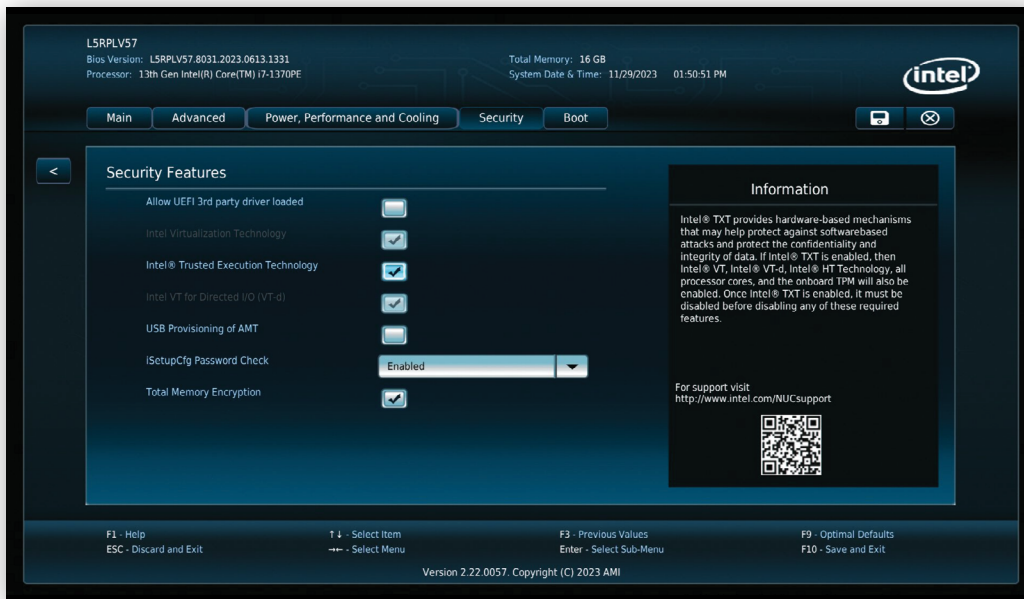 L5RPLV57
Bios Version: L5RPLV57.8031.2023.0613.1331
Processor: 13th Gen Intel(R) Core(TM) i7-1370PE
Total Memory: 16 GB
System Date & Time: 11/29/2023 01:50:51 PM
intel
Main Advanced Power, Performance and Cooling Security Boot
<
Security Features
Allow UEFI 3rd party driver loaded
Intel Virtualization Technology
Intel® Trusted Execution Technology
Intel VT for Directed I/O (VT-d)
USB Provisioning of AMT
iSetupCfg Password Check Enabled
Total Memory Encryption
Information
Intel® TXT provides hardware-based mechanisms
that may help protect against softwarebased
attacks and protect the confidentiality and
integrity of data. If Intel® TXT is enabled, then
Intel® VT, Intel® VT-d, Intel® HT Technology, all
processor cores, and the onboard TPM will also be
enabled. Once Intel® TXT is enabled, it must be
disabled before disabling any of these required
features.
For support visit
http://www.intel.com/NUCsupport
F1 - Help ↑↓ - Select Item F3 - Previous Values F9 - Optimal Defaults
ESC - Discard and Exit →← - Select Menu Enter - Select Sub-Menu F10 - Save and Exit
Version 2.22.0057. Copyright (C) 2023 AMI